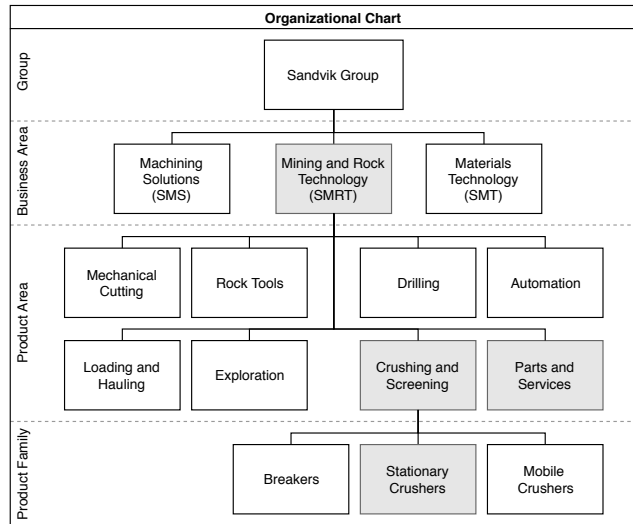 Organizational Chart
Group
Sandvik Group
Business Area
Machining
Solutions
(SMS)
Mining and Rock
Technology
(SMRT)
Materials
Technology
(SMT)
Product Area
Mechanical
Cutting
Rock Tools
Drilling
Automation
Loading and
Hauling
Exploration
Crushing and
Screening
Parts and
Services
Product Family
Breakers
Stationary
Crushers
Mobile
Crushers